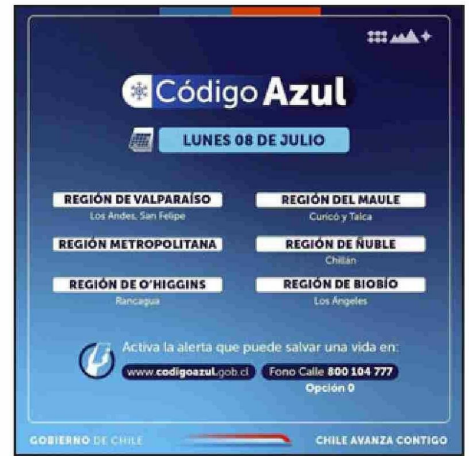 Código Azul
LUNES 08 DE JULIO
REGIÓN DE VALPARAÍSO
Los Andes, San Felipe
REGIÓN METROPOLITANA
REGIÓN DE O'HIGGINS
Rancagua
REGIÓN DEL MAULE
Curicó y Talca
REGIÓN DE ÑUBLE
Chillán
REGIÓN DE BIOBÍO
Los Angeles
Activa la alerta que puede salvar una vida en:
www.codigoazul.gob.cl Fono Calle 800 104 777
Opción 0
GOBIERNO DE CHILE CHILE AVANZA CONTIGO